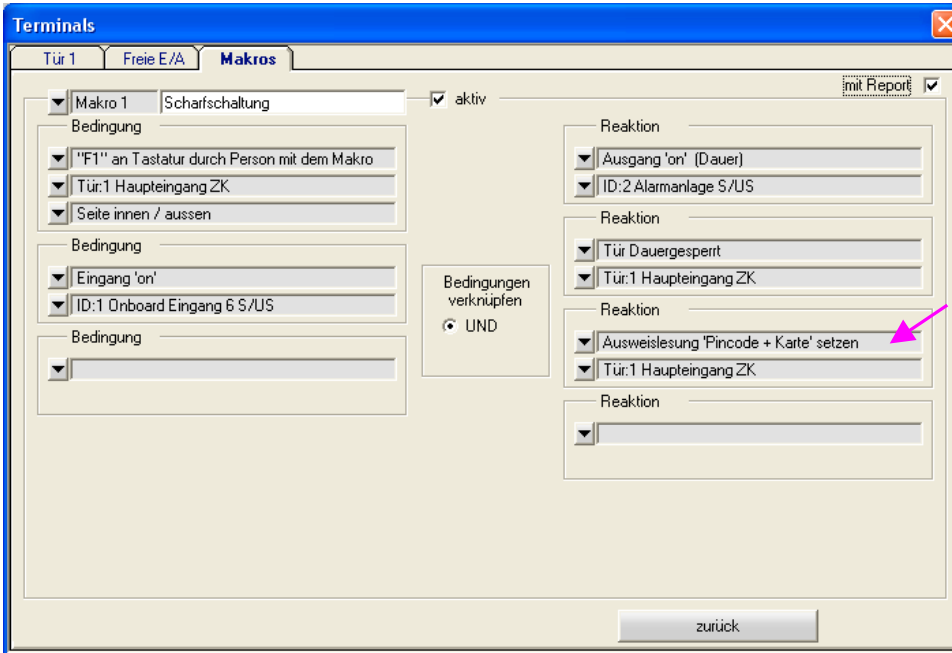 Terminals
Tür 1
Freie E/A
Makros
mit Report
Makro 1
Scharfschaltung
aktiv
Bedingung
"F1" an Tastatur durch Person mit dem Makro
Tür:1 Haupteingang ZK
Seite innen / aussen
Bedingung
Eingang 'on'
ID:1 Onboard Eingang 6 S/US
Bedingung
Bedingungen
verknüpfen
UND
Reaktion
Ausgang 'on' (Dauer)
ID:2 Alarmanlage S/US
Reaktion
Tür Dauergesperrt
Tür:1 Haupteingang ZK
Reaktion
Ausweislesung 'Pincode + Karte' setzen
Tür:1 Haupteingang ZK
Reaktion
zurück